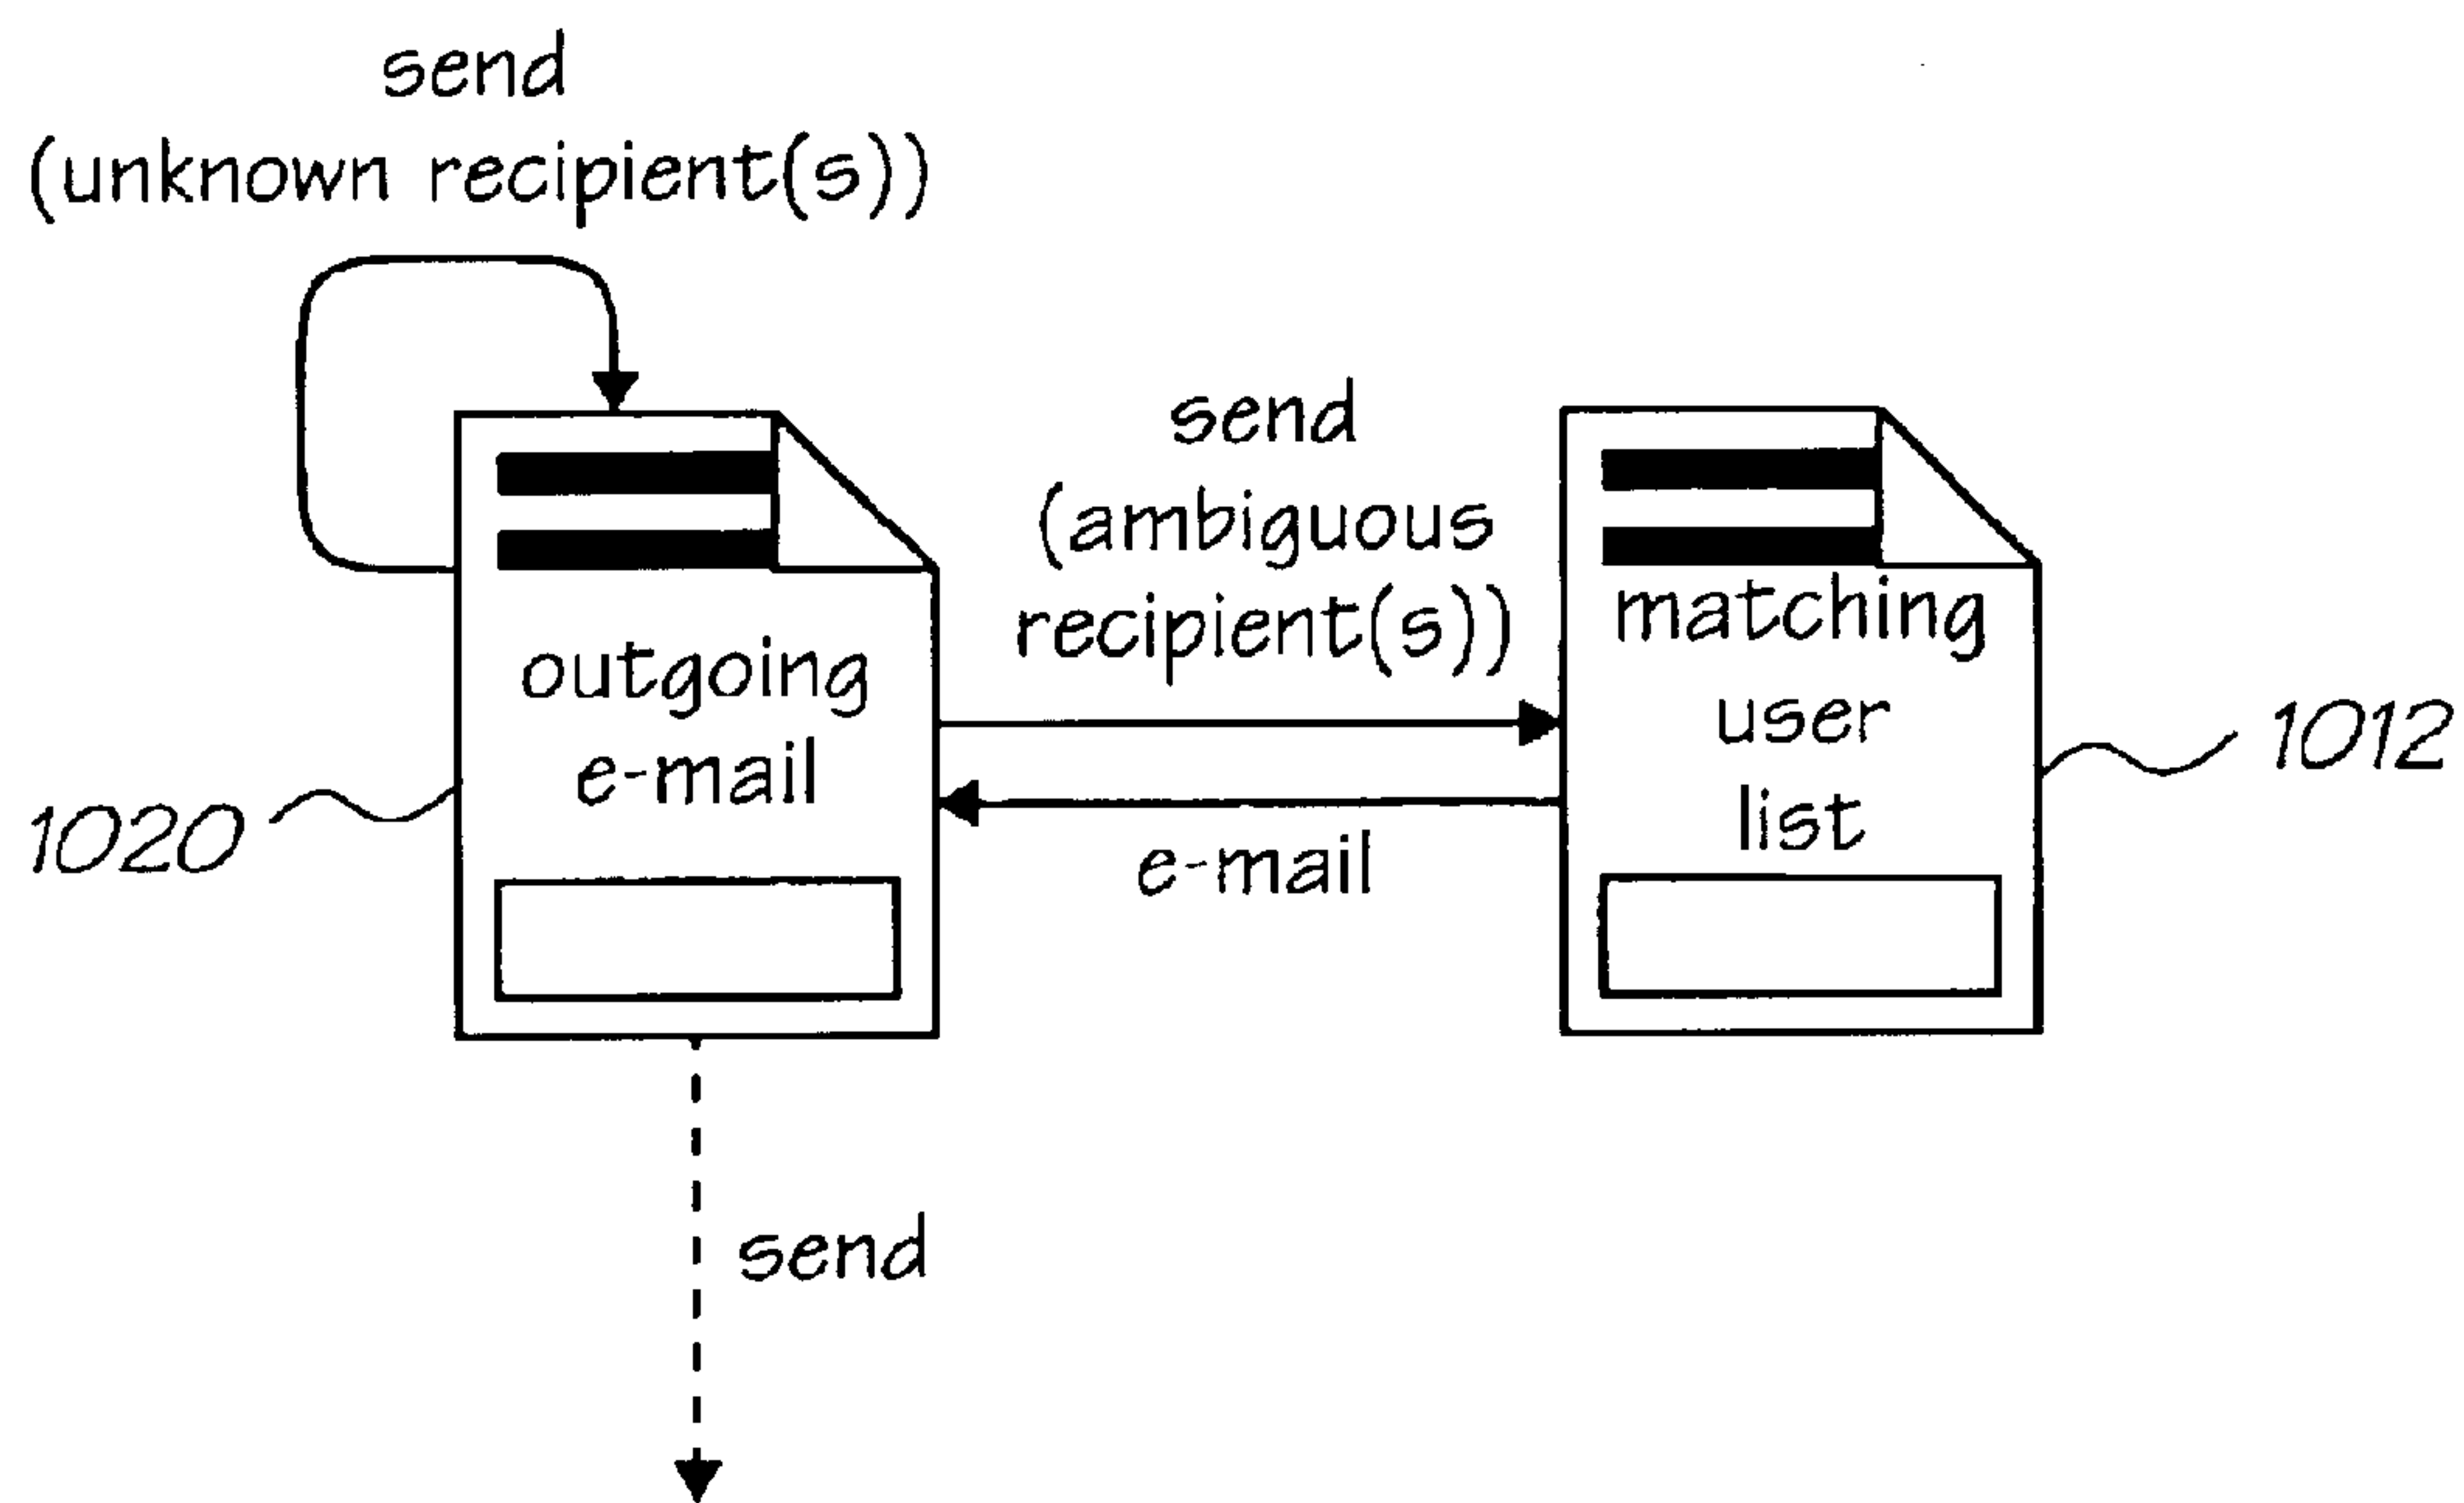 send
(unknown recipient(s))
send
(ambiguous
recipient(s))
outgoing
e-mail
1020
e-mail
matching
user
list
1012
send